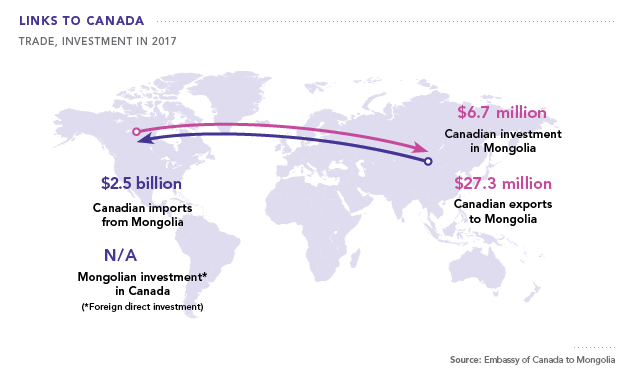 LINKS TO CANADA
TRADE, INVESTMENT IN 2017
$6.7 million
Canadian investment
in Mongolia
$2.5 billion
Canadian imports
from Mongolia
$27.3 million
Canadian exports
to Mongolia
N/A
Mongolian investment*
in Canada
(*Foreign direct investment)
Source: Embassy of Canada to Mongolia